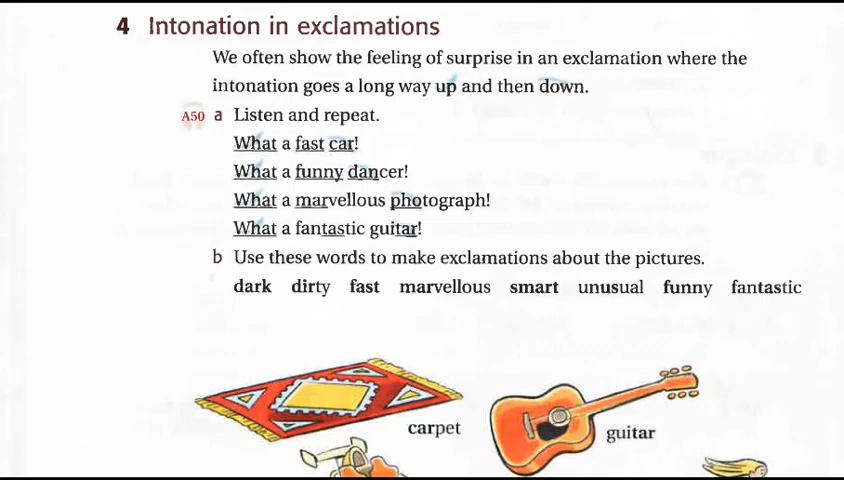 4 Intonation in exclamations
We often show the feeling of surprise in an exclamation where the
intonation goes a long way up and then down.
A50 a Listen and repeat.
What a fast car!
What a funny dancer!
What a marvellous photograph!
What a fantastic guitar!
b Use these words to make exclamations about the pictures.
dark dirty fast marvellous smart unusual funny fantastic
carpet
guitar